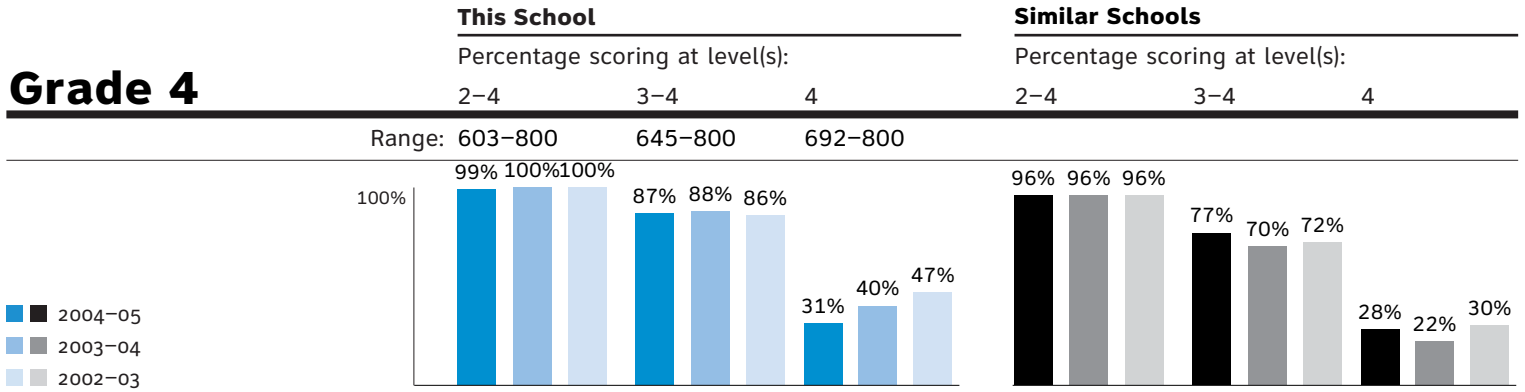 This School
Similar Schools
Percentage scoring at level(s):
Percentage scoring at level(s):
Grade 4
2–4 3–4 4
2–4 3–4 4
Range: 603–800 645–800 692–800
99% 100% 100%
100%
87% 88% 86%
31% 40% 47%
96% 96% 96%
77% 70% 72%
28% 22% 30%
2004–05
2003–04
2002–03